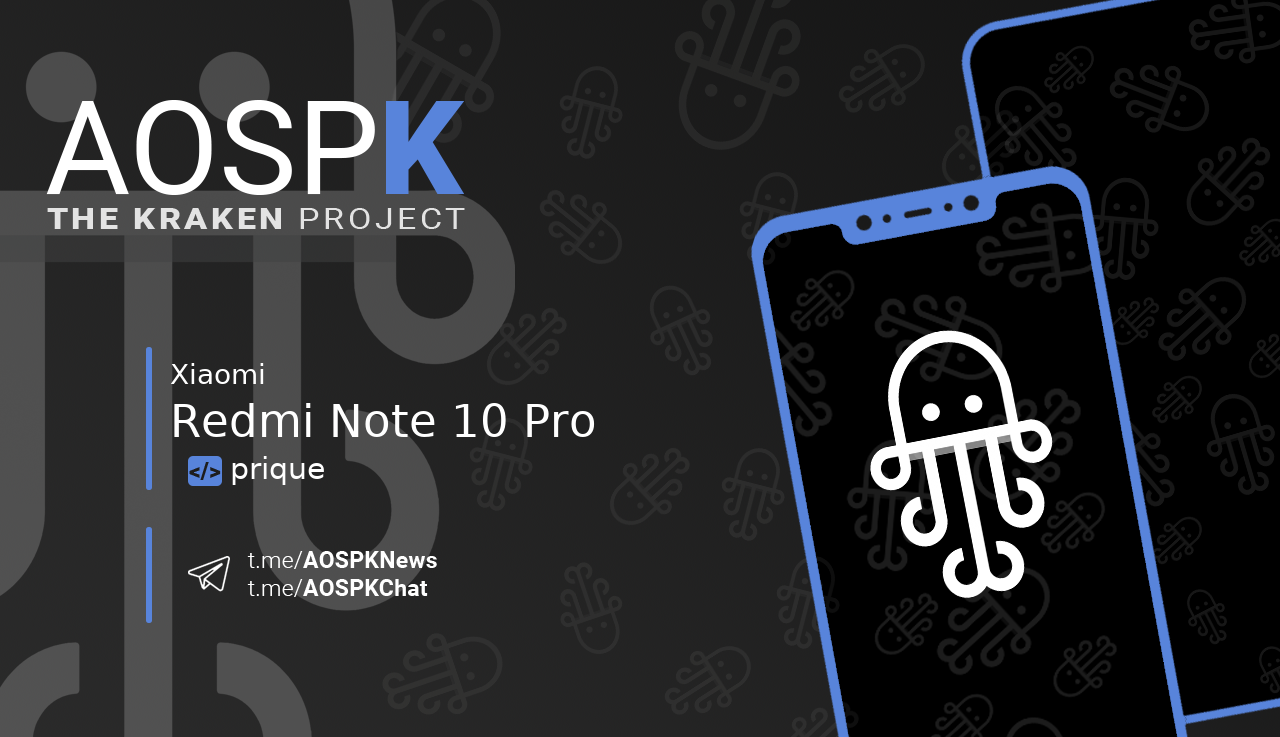 AOSPK
THE KRAKEN PROJECT
Xiaomi
Redmi Note 10 Pro
</> prique
t.me/AOSPKNews
t.me/AOSPKChat